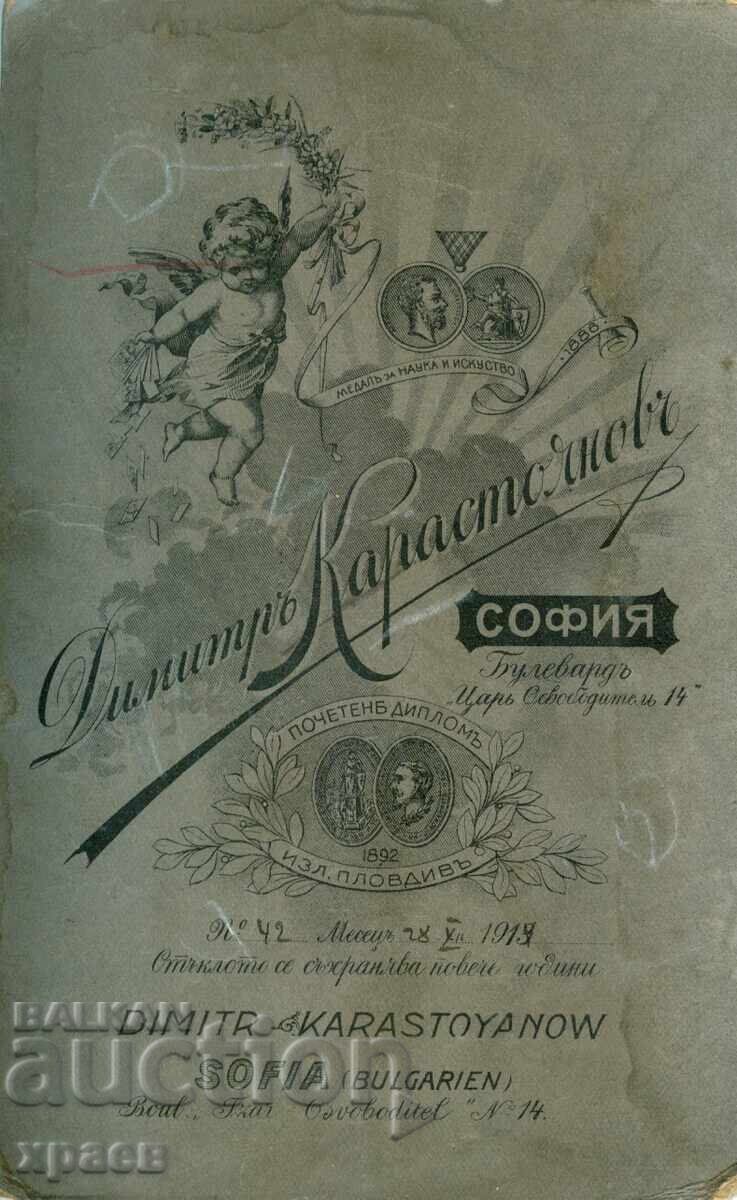 МЕДАЛЪ ЗА НАУКА И ИСКУСТВО
·1888·
Димитръ Карастояновъ
СОФИЯ
Булевардъ
„Царь Освободитель 14"
ПОЧЕТЕНЪ ДИПЛОМЪ
1892
ИЗЛ. ПЛОВДИВЪ
No 42 Месецъ 28 XII 191
Стъклото се съхранява повече години
DIMITR KARASTOYANOW
SOFIA (BULGARIEN)
Boul., Tzar Osvoboditel "No 14.
BALKAN
auction
храев